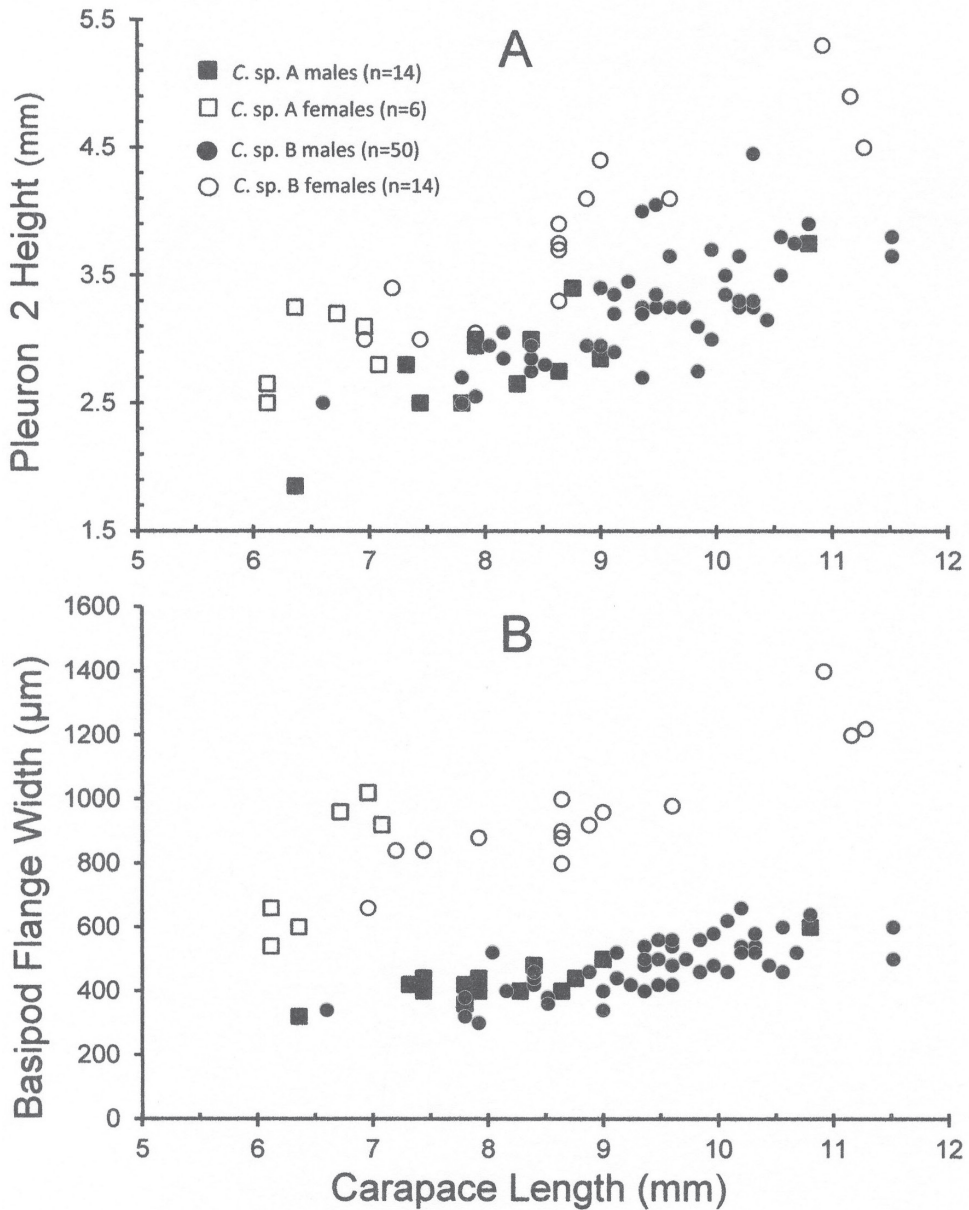 A
5.5
4.5
3.5
2.5
1.5
Pleuron 2 Height (mm)
C. sp. A males (n=14)
C. sp. A females (n=6)
C. sp. B males (n=50)
C. sp. B females (n=14)
5 6 7 8 9 10 11 12
B
1600
1400
1200
1000
800
600
400
200
0
Basipod Flange Width (µm)
5 6 7 8 9 10 11 12
Carapace Length (mm)